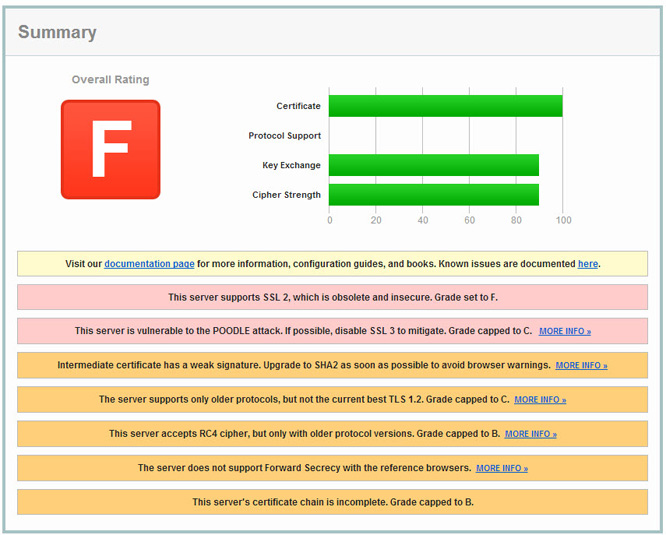 Summary
Overall Rating
F
Certificate
Protocol Support
Key Exchange
Cipher Strength
0 20 40 60 80 100
Visit our documentation page for more information, configuration guides, and books. Known issues are documented here.
This server supports SSL 2, which is obsolete and insecure. Grade set to F.
This server is vulnerable to the POODLE attack. If possible, disable SSL 3 to mitigate. Grade capped to C. MORE INFO »
Intermediate certificate has a weak signature. Upgrade to SHA2 as soon as possible to avoid browser warnings. MORE INFO »
The server supports only older protocols, but not the current best TLS 1.2. Grade capped to C. MORE INFO »
This server accepts RC4 cipher, but only with older protocol versions. Grade capped to B. MORE INFO »
The server does not support Forward Secrecy with the reference browsers. MORE INFO »
This server's certificate chain is incomplete. Grade capped to B.